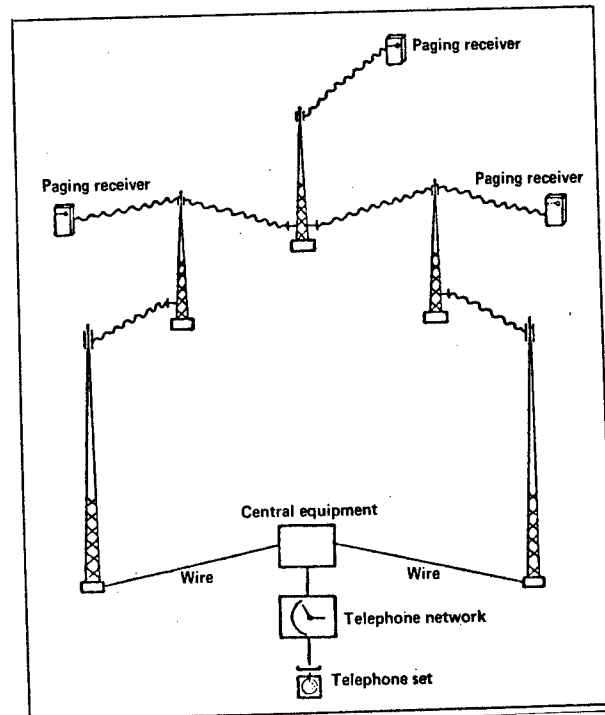 Paging receiver
Paging receiver
Paging receiver
Central equipment
Wire
Wire
Telephone network
Telephone set